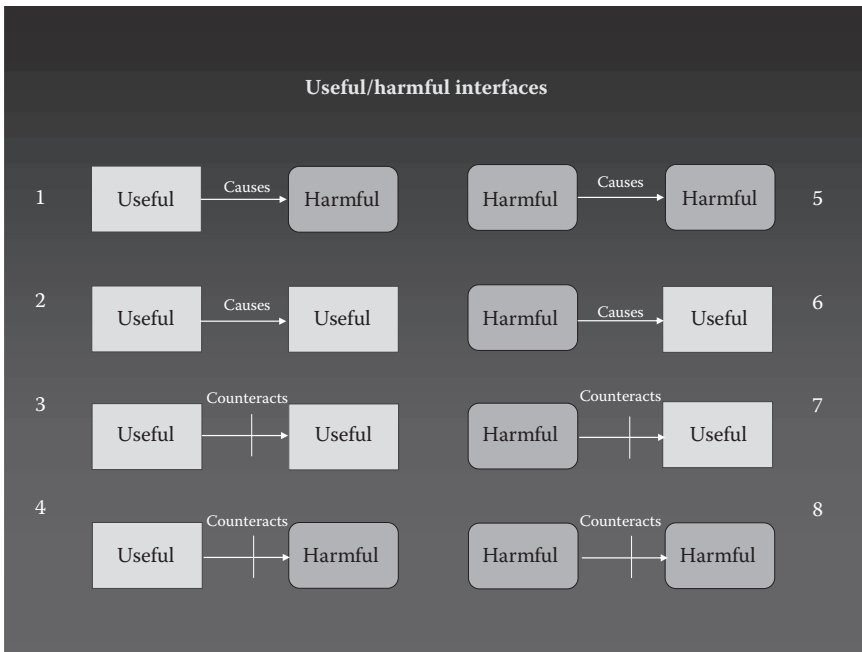 Useful/harmful interfaces
1 Useful Causes Harmful
Harmful Causes Harmful 5
2 Useful Causes Useful
Harmful Causes Useful 6
3 Useful Counteracts Useful
Harmful Counteracts Useful 7
4 Useful Counteracts Harmful
Harmful Counteracts Harmful 8